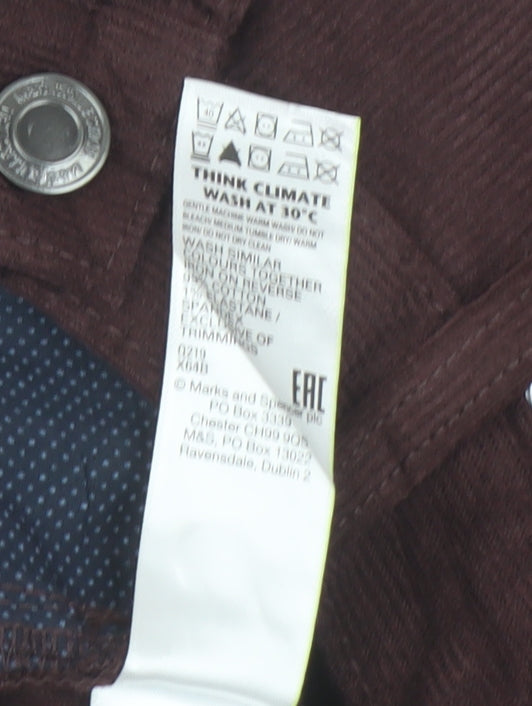 40
THINK CLIMATE
WASH AT 30°C
GENTLE MACHINE WARM WASH/ DO NOT
BLEACH/ MEDIUM TUMBLE DRY/ WARM
IRON/ DO NOT DRY CLEAN
WASH SIMILAR
COLOURS TOGETHER
IRON ON REVERSE
COTTON
ELASTANE /
OF
TRIMMINGS
0219
X64B
EAC
© Marks and Spencer plc
PO Box 3339
Chester CH99 9QS
M&S, PO Box 13022
Ravensdale, Dublin 2